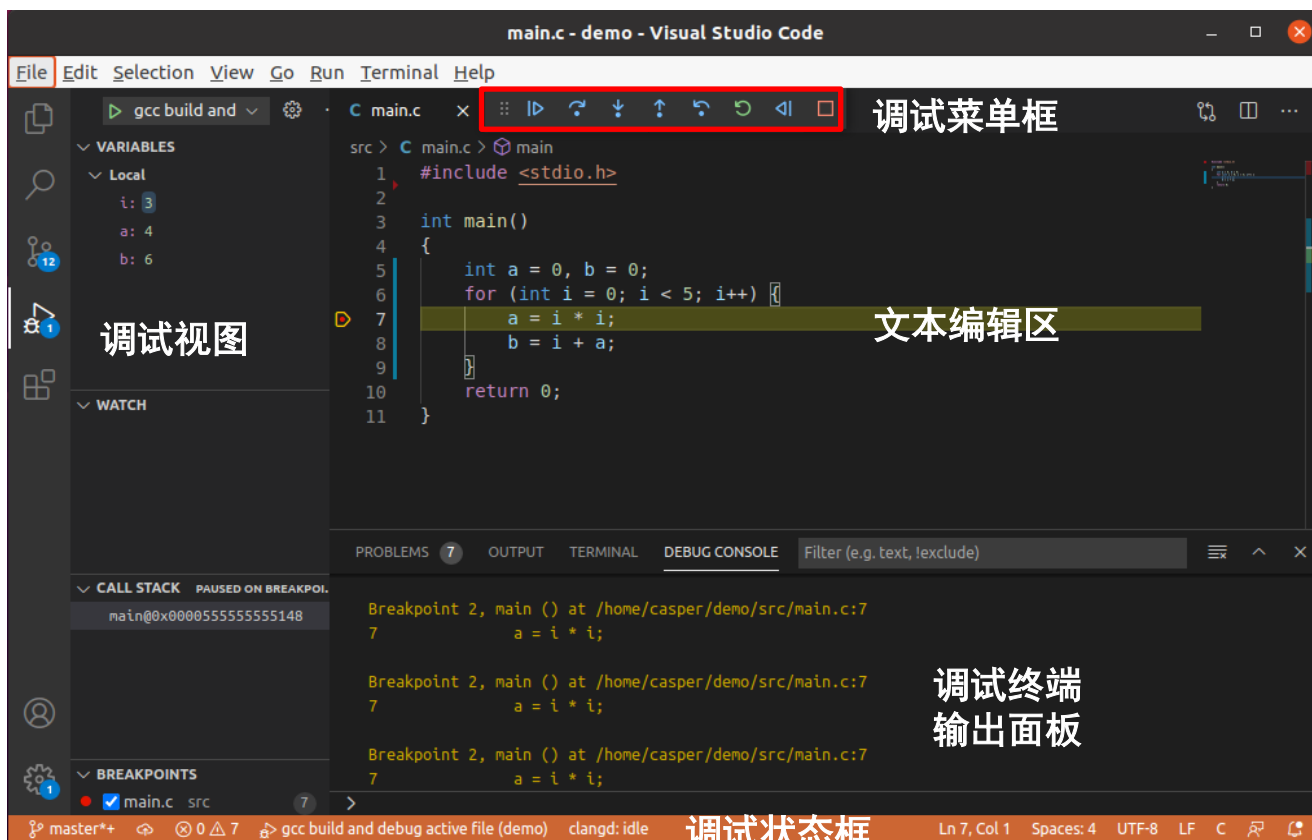 main.c - demo - Visual Studio Code
File Edit Selection View Go Run Terminal Help
gcc build and
C main.c
调试菜单框
VARIABLES
Local
i: 3
a: 4
b: 6
调试视图
12
1
WATCH
CALL STACK PAUSED ON BREAKPOI.
main@0x0000555555555148
BREAKPOINTS
main.c src 7
1
src > C main.c > main
1 #include <stdio.h>
2
3 int main()
4 {
5 int a = 0, b = 0;
6 for (int i = 0; i < 5; i++) {
7 a = i * i;
8 b = i + a;
9 }
10 return 0;
11 }
文本编辑区
PROBLEMS 7 OUTPUT TERMINAL DEBUG CONSOLE Filter (e.g. text, !exclude)
Breakpoint 2, main () at /home/casper/demo/src/main.c:7
7 a = i * i;
Breakpoint 2, main () at /home/casper/demo/src/main.c:7
7 a = i * i;
Breakpoint 2, main () at /home/casper/demo/src/main.c:7
7 a = i * i;
调试终端
输出面板
>
master*+ 0 7 gcc build and debug active file (demo) clangd: idle 调试状态框 Ln 7, Col 1 Spaces: 4 UTF-8 LF C